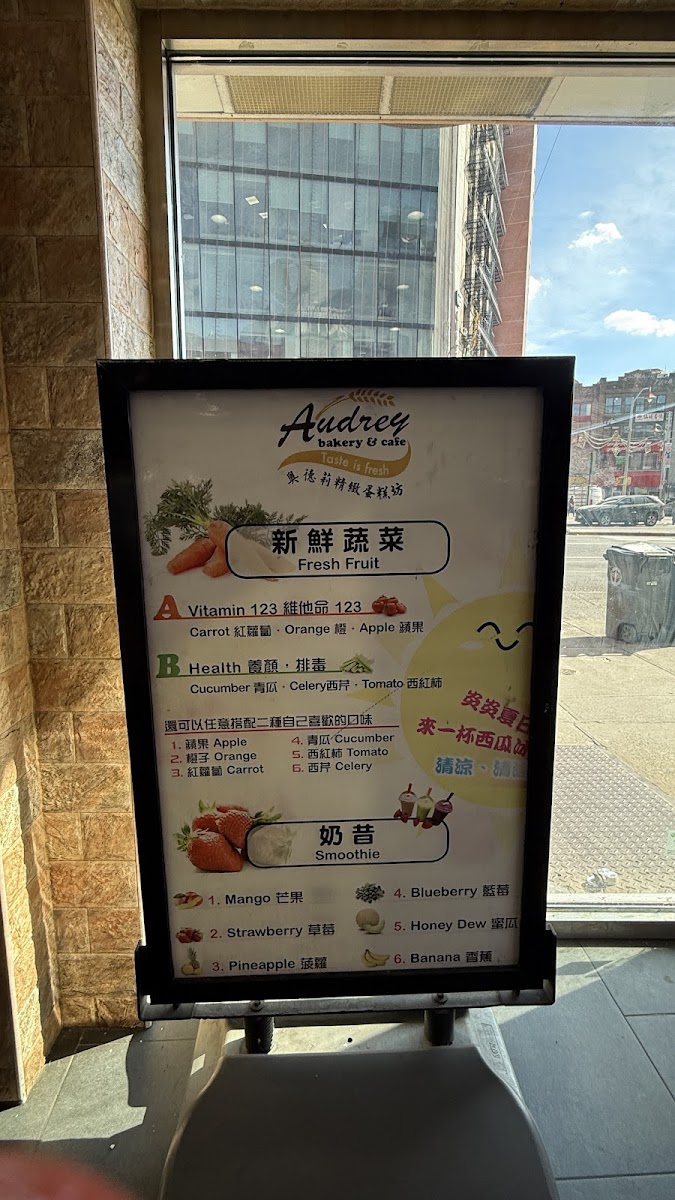 Audrey
bakery & cafe
Taste is fresh
奧德莉精緻蛋糕坊
新鮮蔬菜
Fresh Fruit
A Vitamin 123 維他命 123
Carrot 紅蘿蔔 · Orange 橙 · Apple 蘋果
B Health 養顏 · 排毒
Cucumber 青瓜 · Celery西芹 · Tomato 西紅柿
還可以任意搭配二種自己喜歡的口味
1. 蘋果 Apple
2. 橙子 Orange
3. 紅蘿蔔 Carrot
4. 青瓜 Cucumber
5. 西紅柿 Tomato
6. 西芹 Celery
炎炎夏日
來一杯西瓜冰
清涼、清
奶昔
Smoothie
1. Mango 芒果
2. Strawberry 草莓
3. Pineapple 菠蘿
4. Blueberry 藍莓
5. Honey Dew 蜜瓜
6. Banana 香蕉